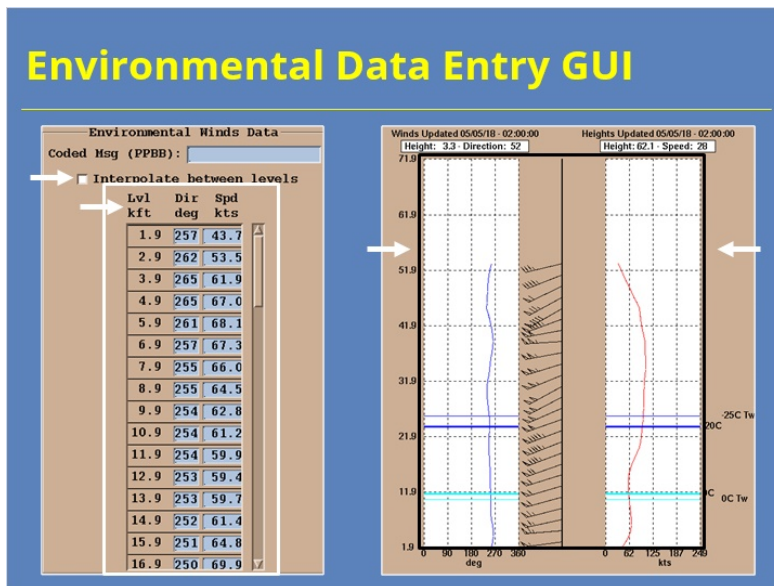 Environmental Data Entry GUI
Environmental Winds Data
Coded Msg (PPBB):
Interpolate between levels
Lvl Dir Spd
kft deg kts
1.9 257 43.7
2.9 262 53.5
3.9 265 61.9
4.9 265 67.0
5.9 261 68.1
6.9 257 67.3
7.9 255 66.0
8.9 255 64.5
9.9 254 62.8
10.9 254 61.2
11.9 254 59.9
12.9 253 59.4
13.9 253 59.7
14.9 252 61.4
15.9 251 64.8
16.9 250 69.9
Winds Updated 05/05/18 - 02:00:00 Heights Updated 05/05/18 - 02:00:00
Height: 3.3 - Direction: 52 Height: 62.1 - Speed: 28
71.9
61.9
51.9
41.9
31.9
-25C Tw
20C
21.9
11.9 0C Tw
1.9
0 90 180 270 360 0 62 125 187 249
deg kts